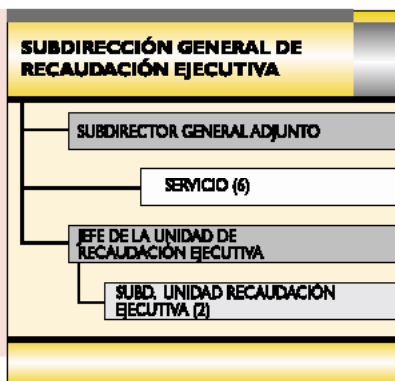 SUBDIRECCIÓN GENERAL DE
RECAUDACIÓN EJECUTIVA
SUBDIRECTOR GENERAL ADJUNTO
SERVICIO (6)
JEFE DE LA UNIDAD DE
RECAUDACIÓN EJECUTIVA
SUBD. UNIDAD RECAUDACIÓN
EJECUTIVA (2)